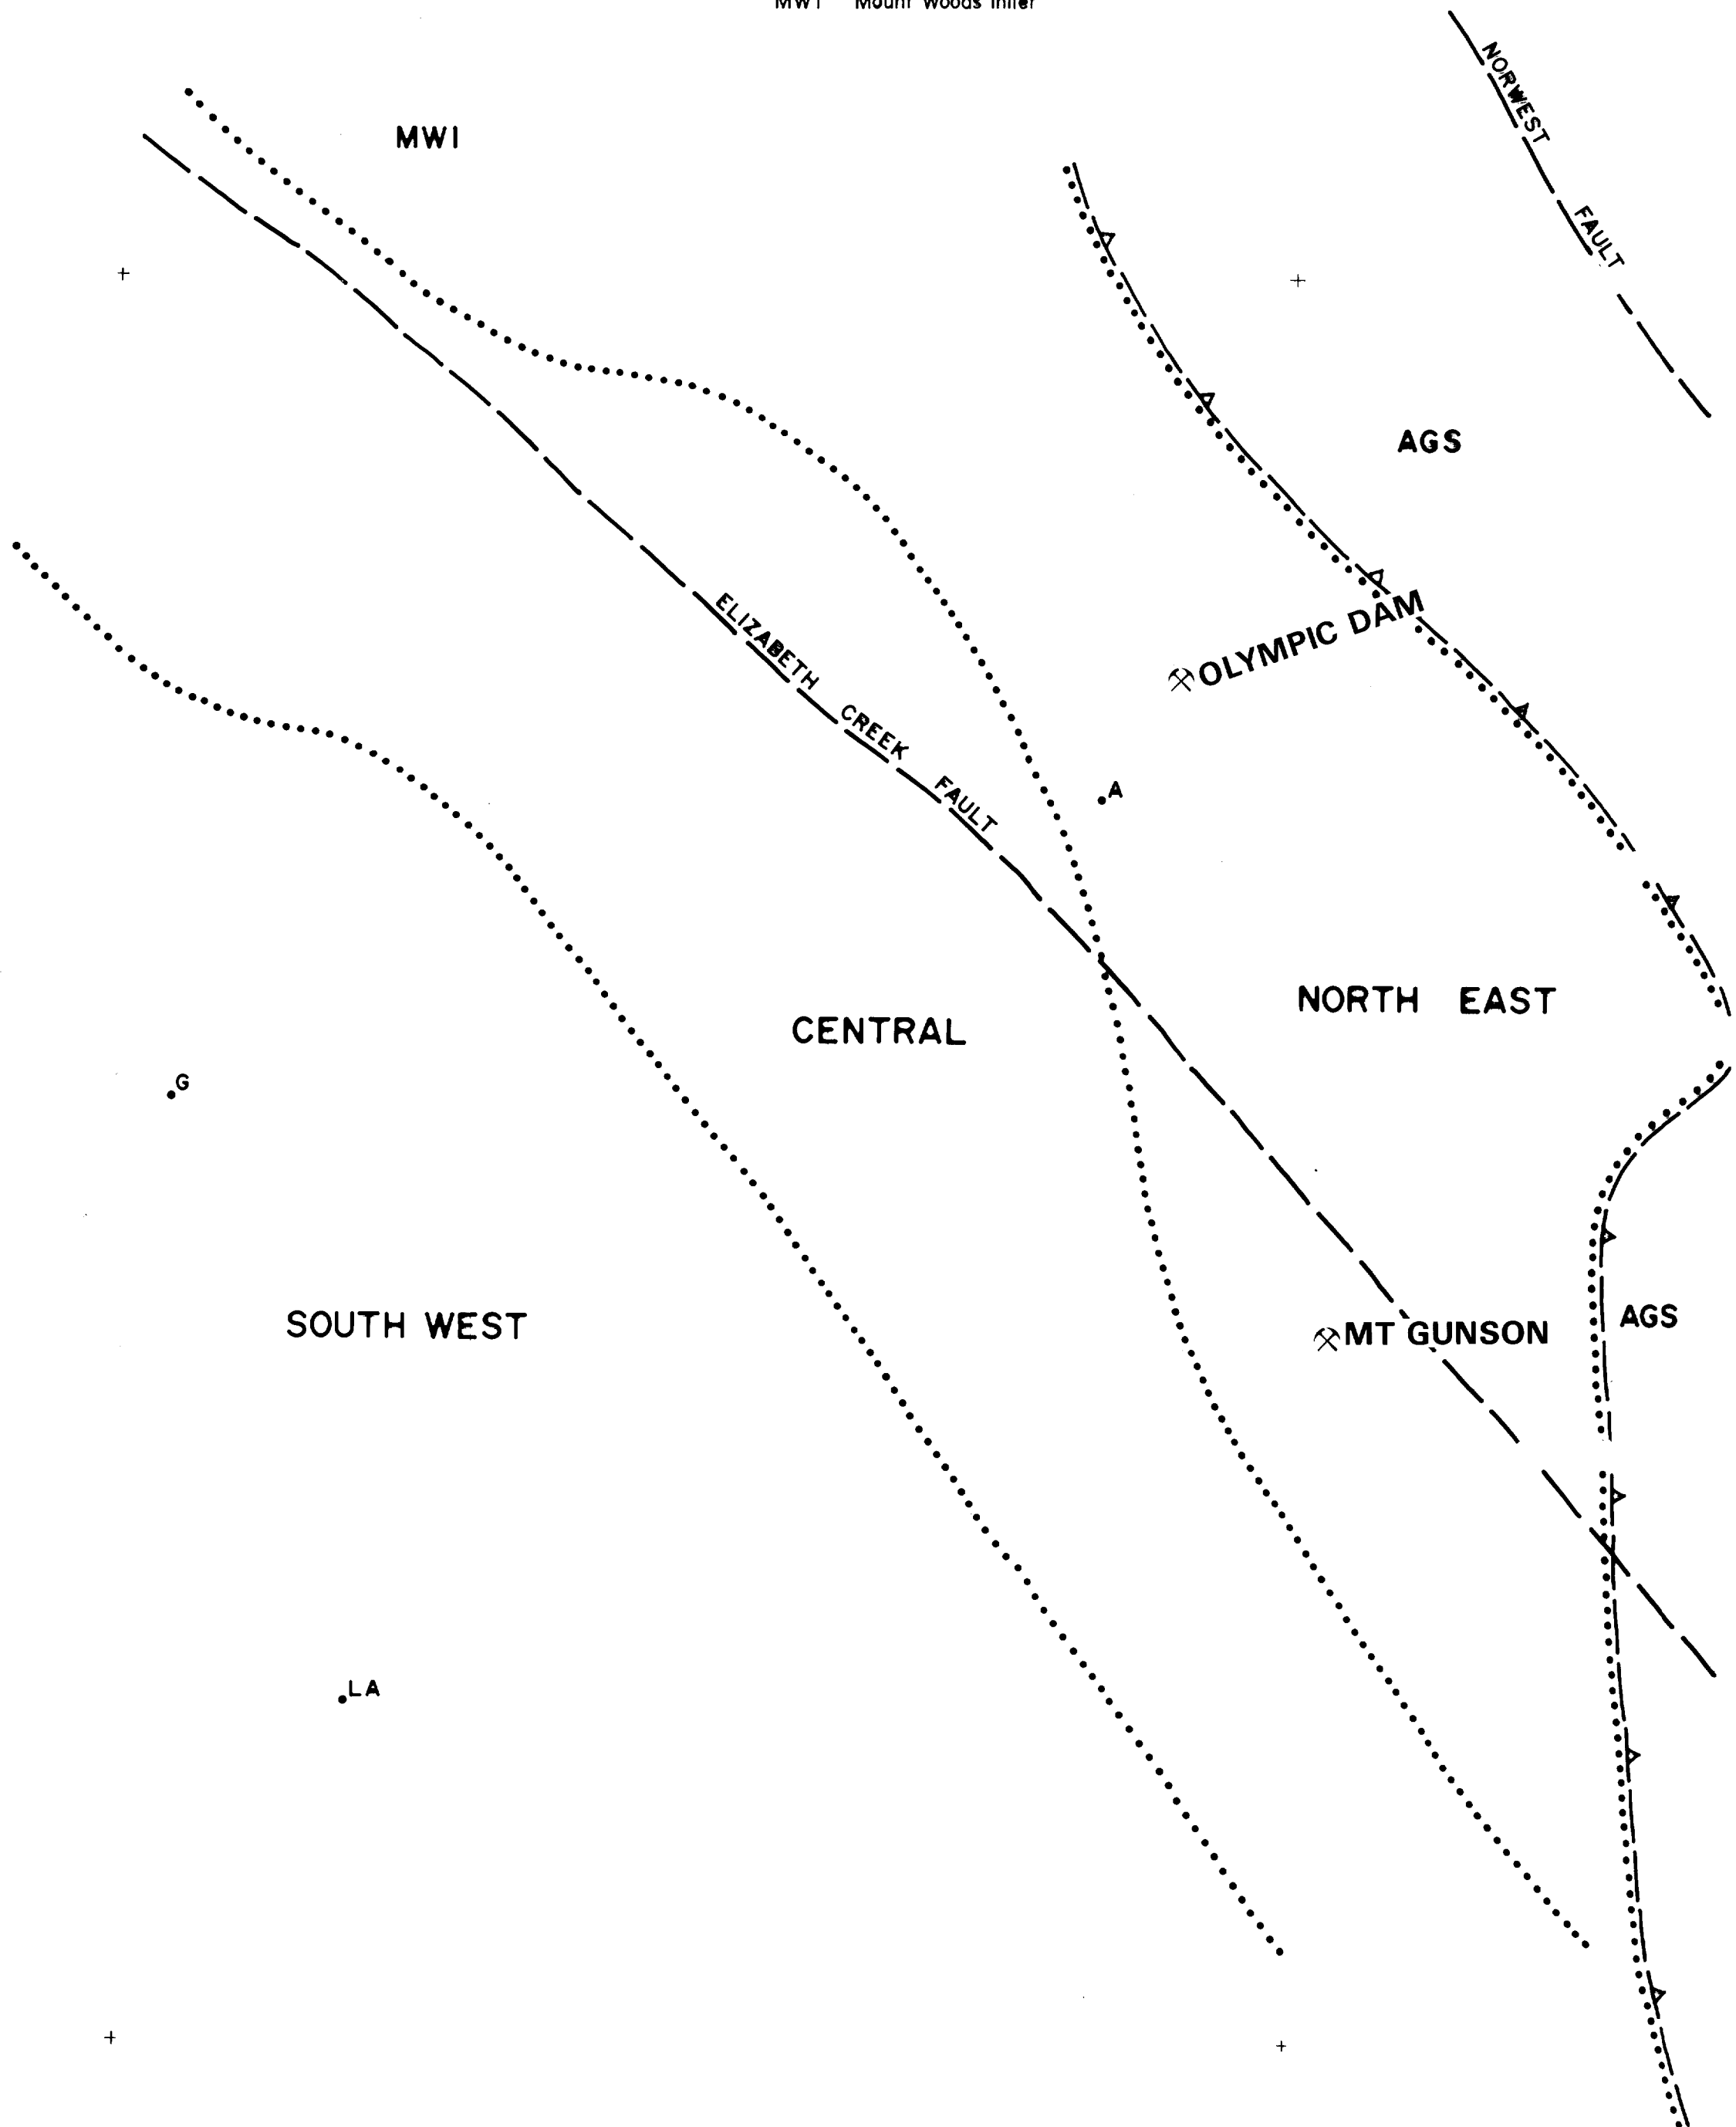 MWI Mount Woods Inlier
NORWEST
FAULT
MWI
AGS
ELIZABETH CREEK FAULT
OLYMPIC DAM
A
NORTH EAST
CENTRAL
G
SOUTH WEST
AGS
MT GUNSON
LA